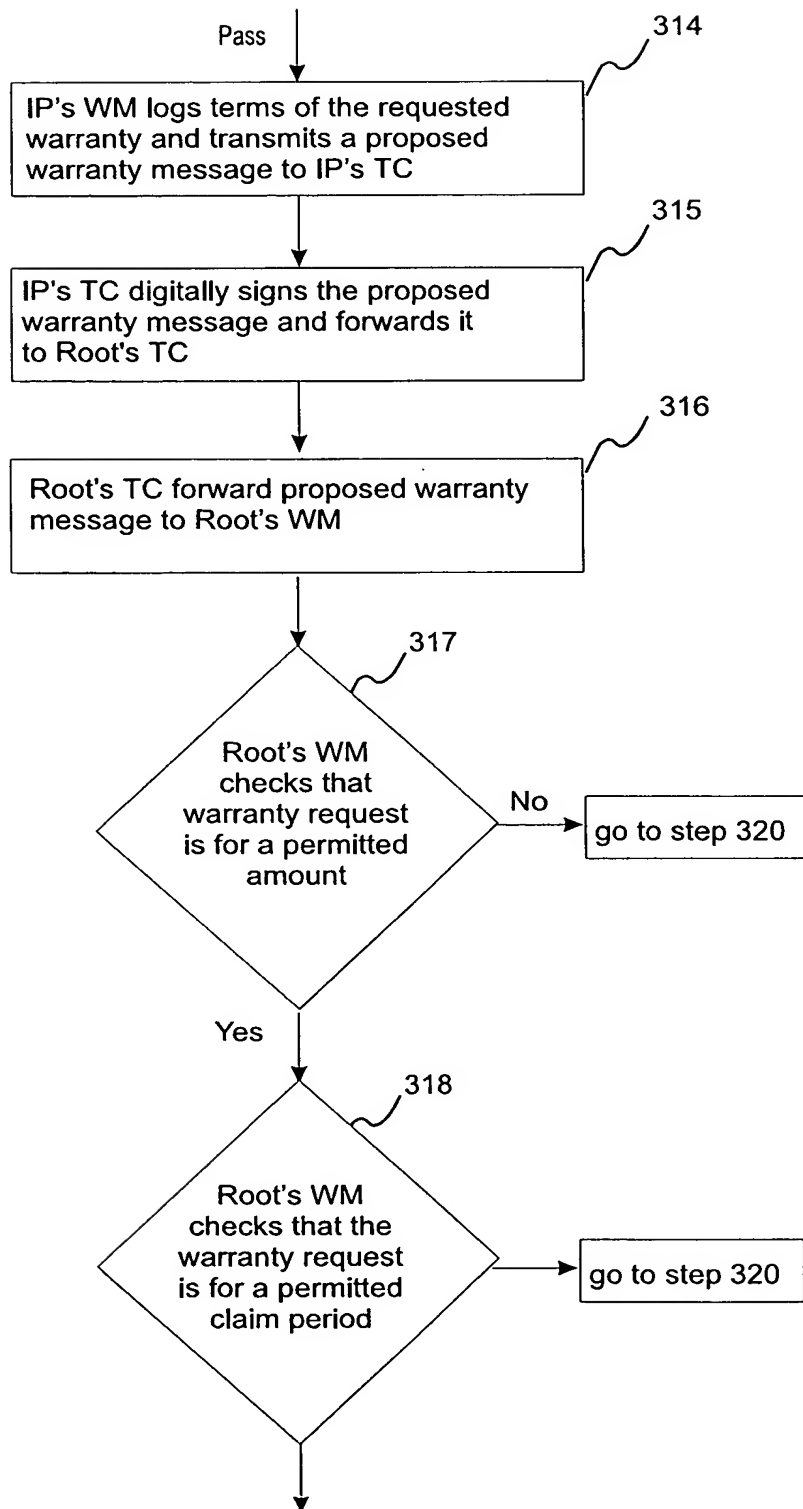 Pass
314
IP's WM logs terms of the requested
warranty and transmits a proposed
warranty message to IP's TC
315
IP's TC digitally signs the proposed
warranty message and forwards it
to Root's TC
316
Root's TC forward proposed warranty
message to Root's WM
317
Root's WM
checks that
warranty request
is for a permitted
amount
No
go to step 320
Yes
318
Root's WM
checks that the
warranty request
is for a permitted
claim period
go to step 320